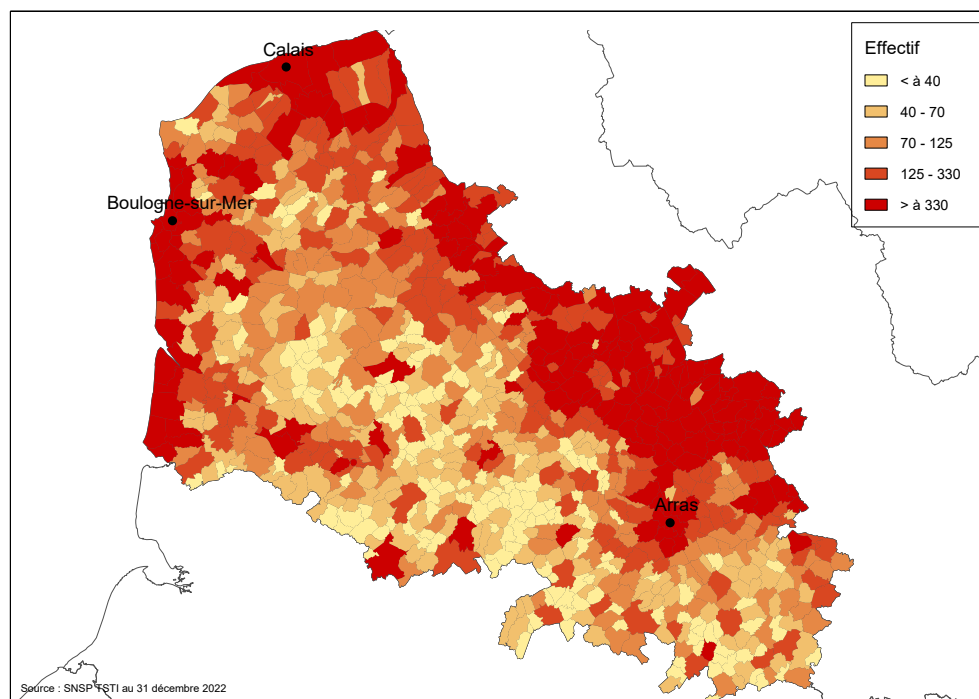 Calais
Boulogne-sur-Mer
Arras
Effectif
< à 40
40 - 70
70 - 125
125 - 330
> à 330
Source : SNSP TSTI au 31 décembre 2022